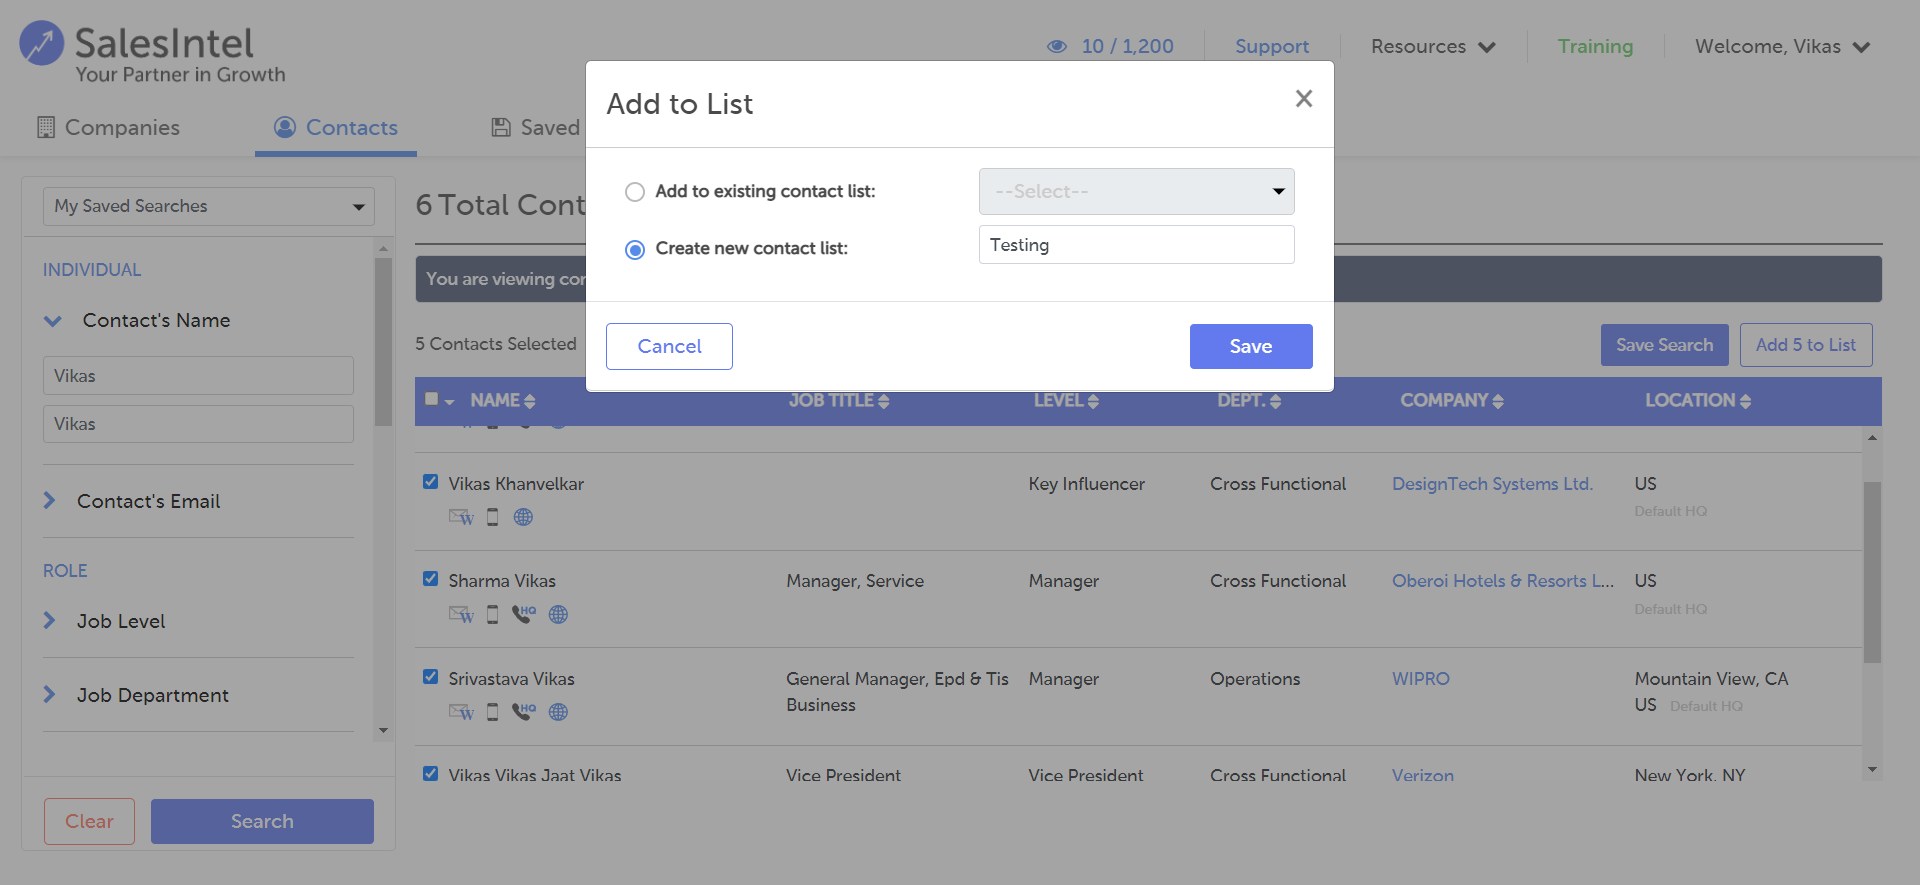 SalesIntel
Your Partner in Growth
10 / 1,200
Support
Resources
Training
Welcome, Vikas
Companies
Contacts
Saved
Add to List
Add to existing contact list:
--Select--
Create new contact list:
Testing
Cancel
Save
My Saved Searches
INDIVIDUAL
Contact's Name
Vikas
Vikas
Contact's Email
ROLE
Job Level
Job Department
Clear
Search
6 Total Cont
You are viewing con
5 Contacts Selected
Save Search
Add 5 to List
NAME JOB TITLE LEVEL DEPT. COMPANY LOCATION
Vikas Khanvelkar Key Influencer Cross Functional DesignTech Systems Ltd. US
Default HQ
W
Sharma Vikas Manager, Service Manager Cross Functional Oberoi Hotels & Resorts L... US
Default HQ
W HQ
Srivastava Vikas General Manager, Epd & Tis Manager Operations WIPRO Mountain View, CA
Business US Default HQ
W HQ
Vikas Vikas Jaat Vikas Vice President Vice President Cross Functional Verizon New York, NY